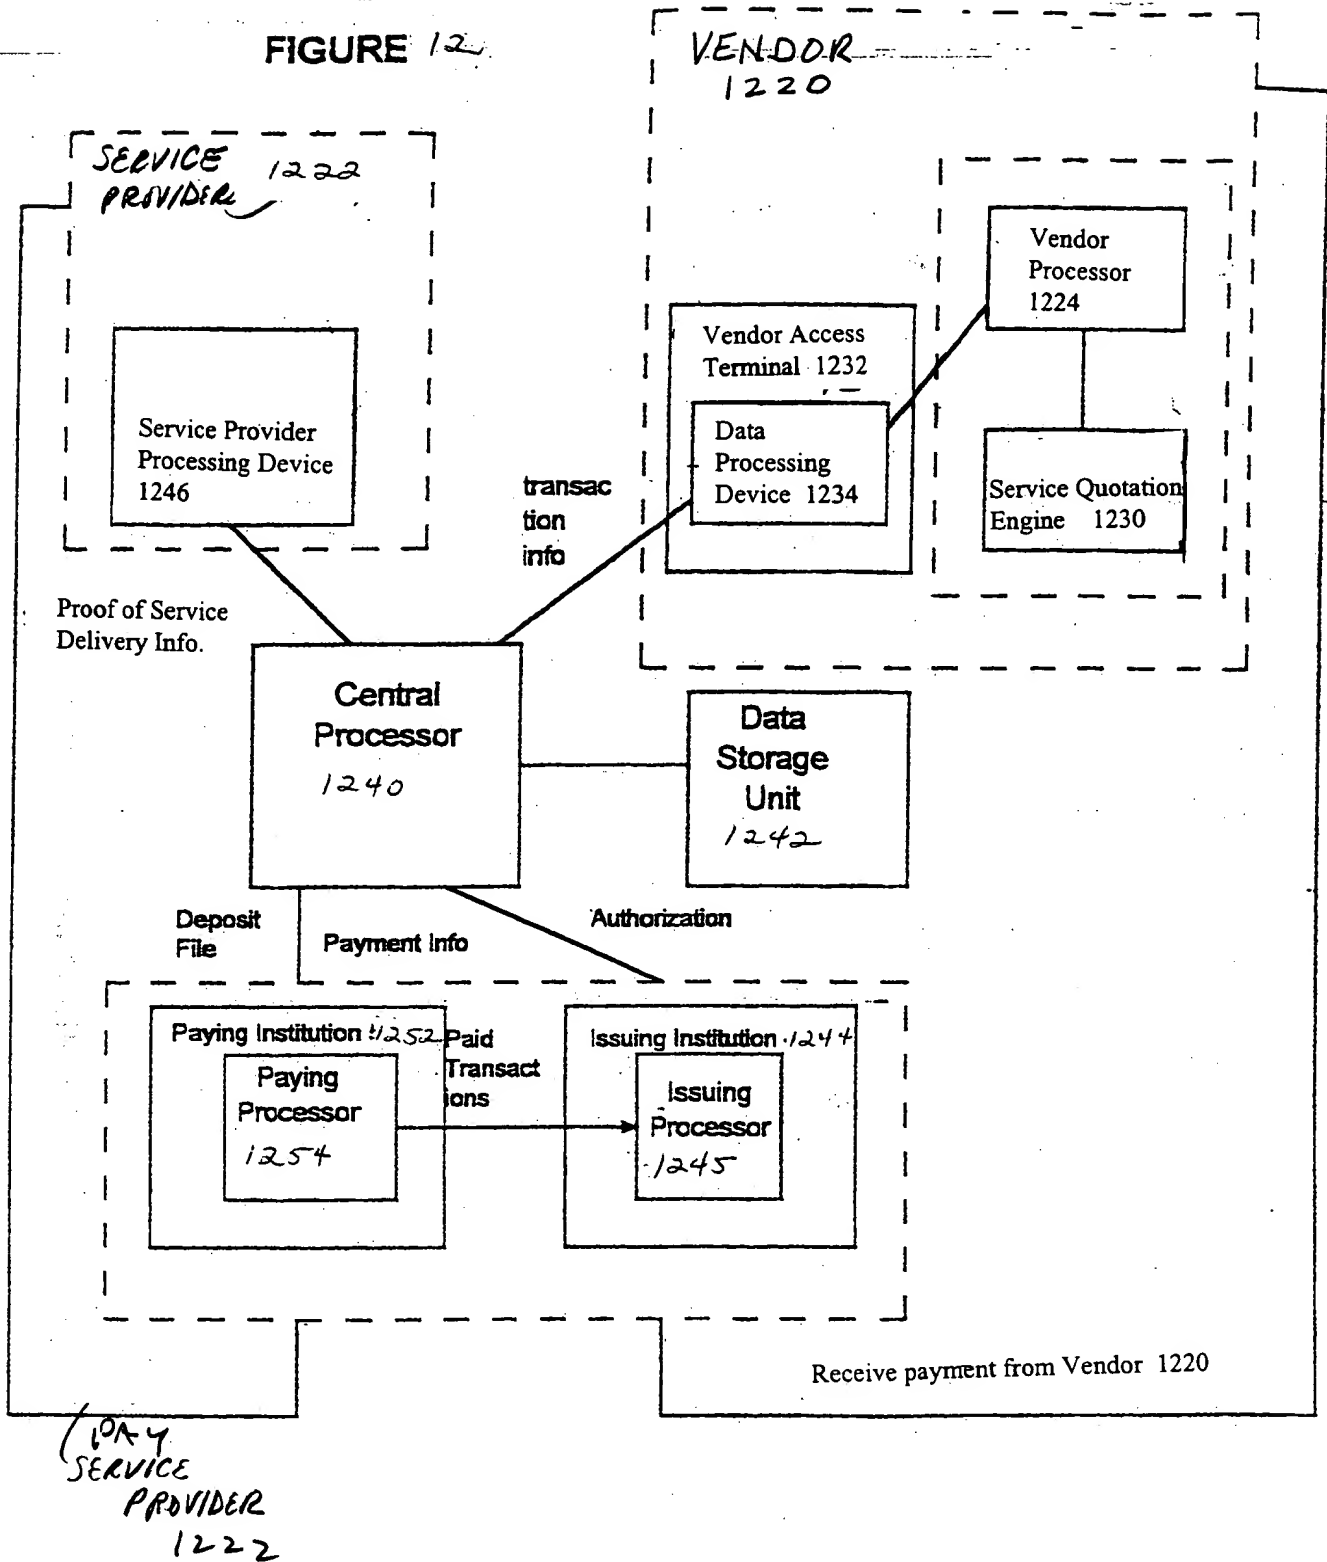 FIGURE 12
VENDOR
1220
SERVICE 1222
PROVIDER
Vendor
Processor
1224
Vendor Access
Terminal 1232
Data
Processing
Device 1234
Service Quotation
Engine 1230
Service Provider
Processing Device
1246
transac
tion
info
Proof of Service
Delivery Info.
Central
Processor
1240
Data
Storage
Unit
1242
Deposit
File
Payment Info
Authorization
Paying Institution 1252
Paid
Transact
ions
Issuing Institution 1244
Paying
Processor
1254
Issuing
Processor
1245
Receive payment from Vendor 1220
PAY
SERVICE
PROVIDER
1222